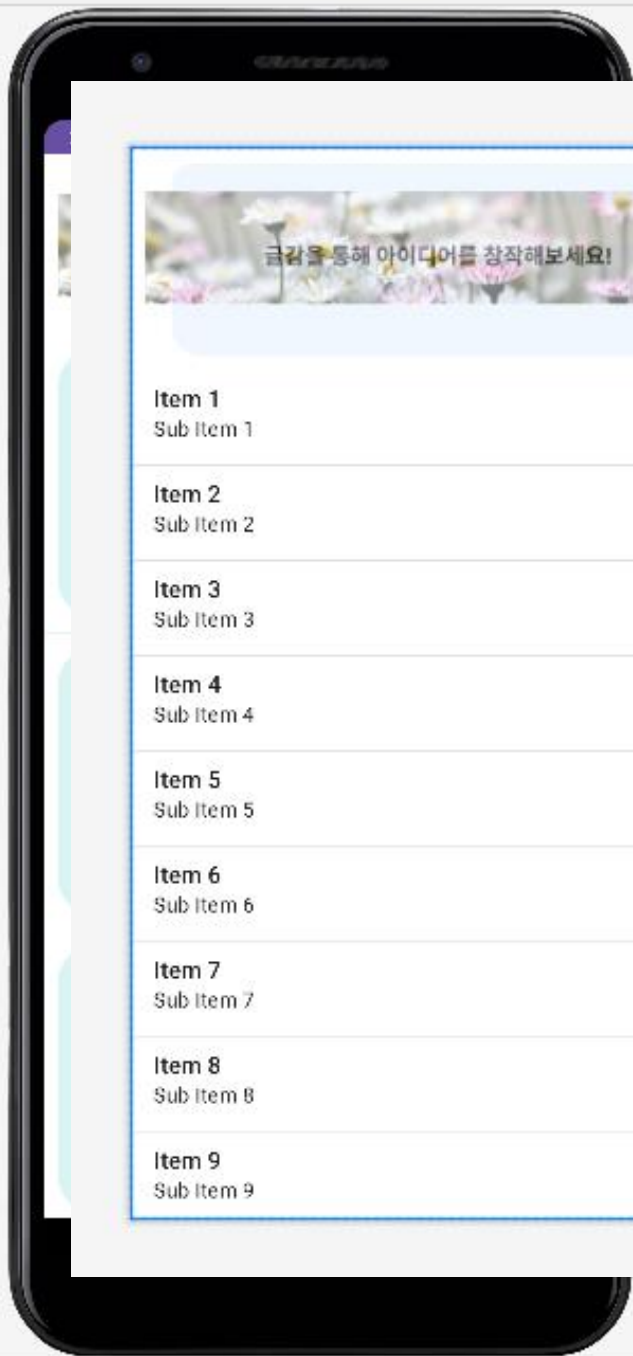 글감을 통해 아이디어를 창작해보세요!
Item 1
Sub Item 1
Item 2
Sub Item 2
Item 3
Sub Item 3
Item 4
Sub Item 4
Item 5
Sub Item 5
Item 6
Sub Item 6
Item 7
Sub Item 7
Item 8
Sub Item 8
Item 9
Sub Item 9